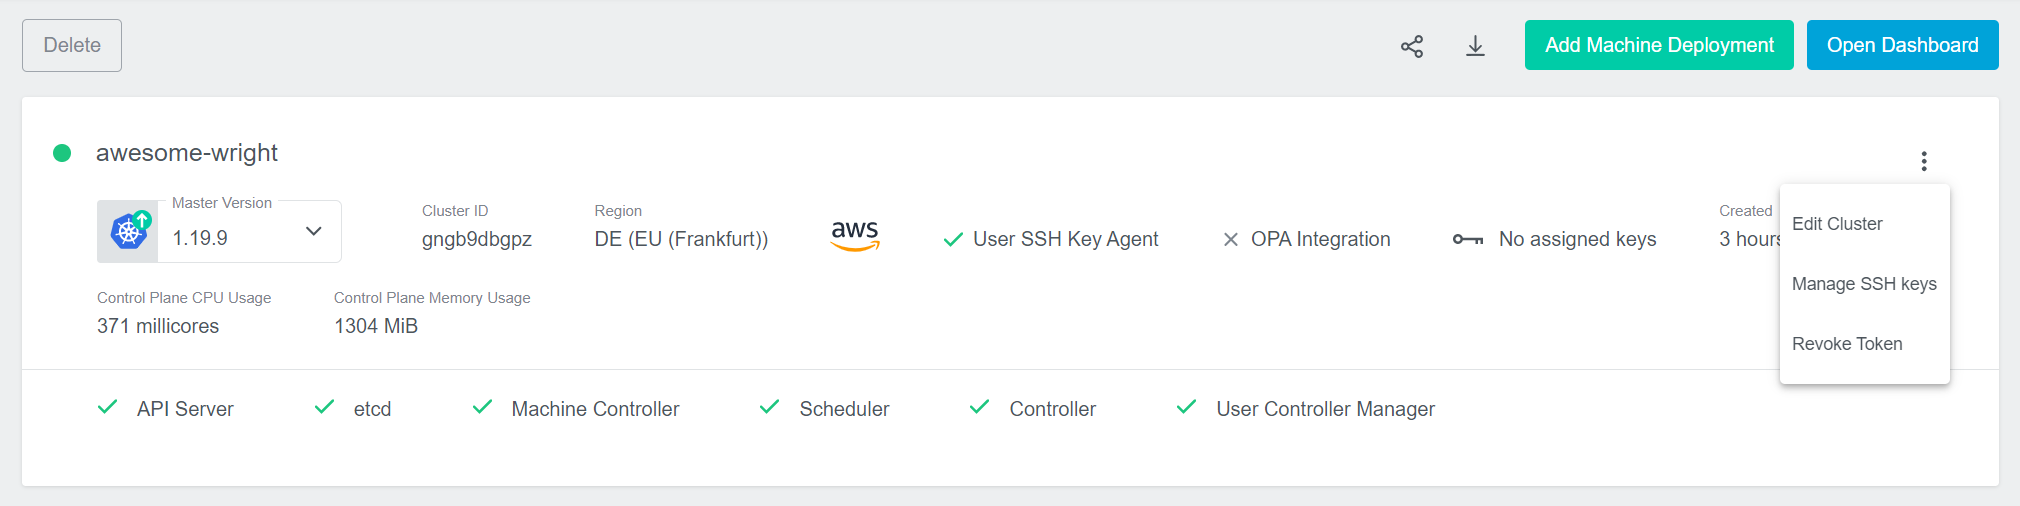 Delete
Add Machine Deployment
Open Dashboard
awesome-wright
Master Version
1.19.9
Cluster ID
gngb9dbgpz
Region
DE (EU (Frankfurt))
aws
User SSH Key Agent
OPA Integration
No assigned keys
Created
3 hours
Edit Cluster
Manage SSH keys
Revoke Token
Control Plane CPU Usage
371 millicores
Control Plane Memory Usage
1304 MiB
API Server
etcd
Machine Controller
Scheduler
Controller
User Controller Manager